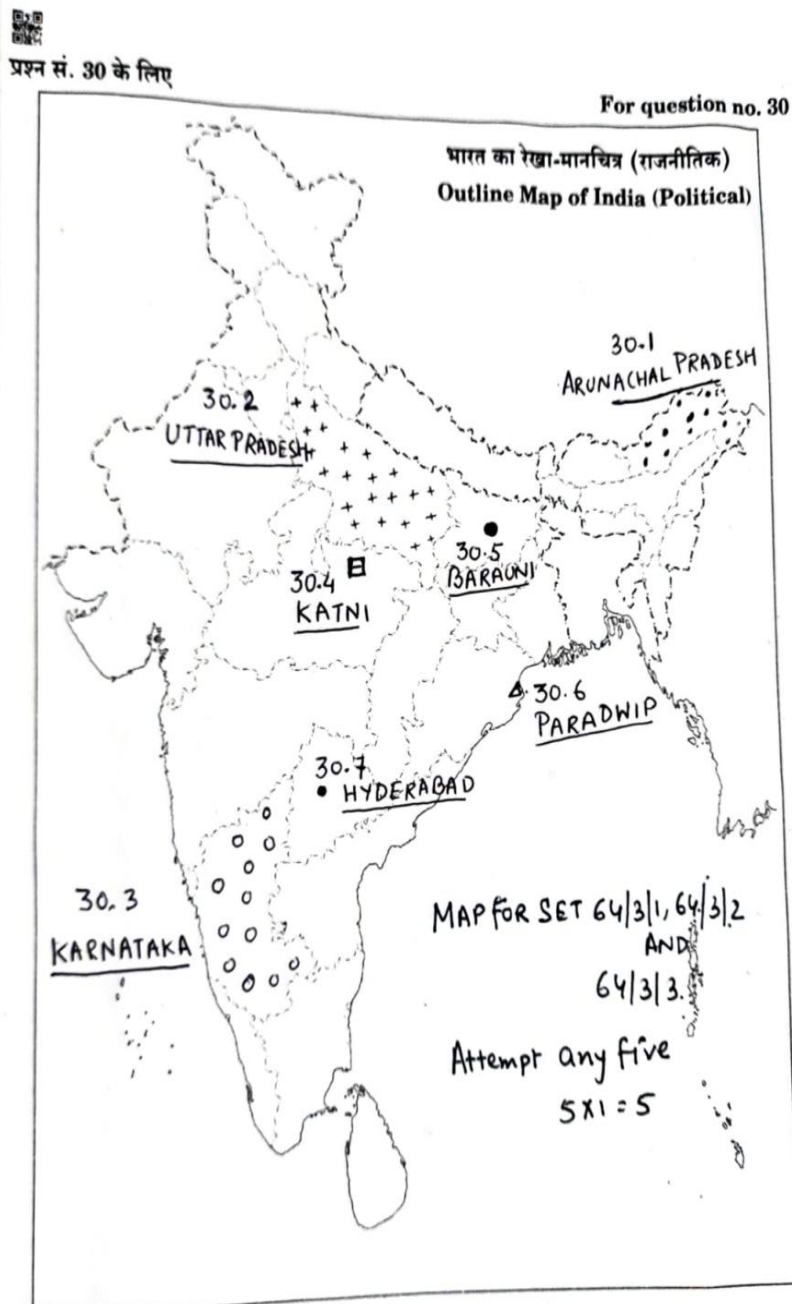 प्रश्न सं. 30 के लिए
For question no. 30
भारत का रेखा-मानचित्र (राजनीतिक)
Outline Map of India (Political)
30.1
ARUNACHAL PRADESH
30.2
UTTAR PRADESH
30.5
BARAUNI
30.4
KATNI
30.6
PARADWIP
30.7
HYDERABAD
30.3
KARNATAKA
MAP FOR SET 64/3/1, 64/3/2
AND
64/3/3.
Attempt any five
5X1=5